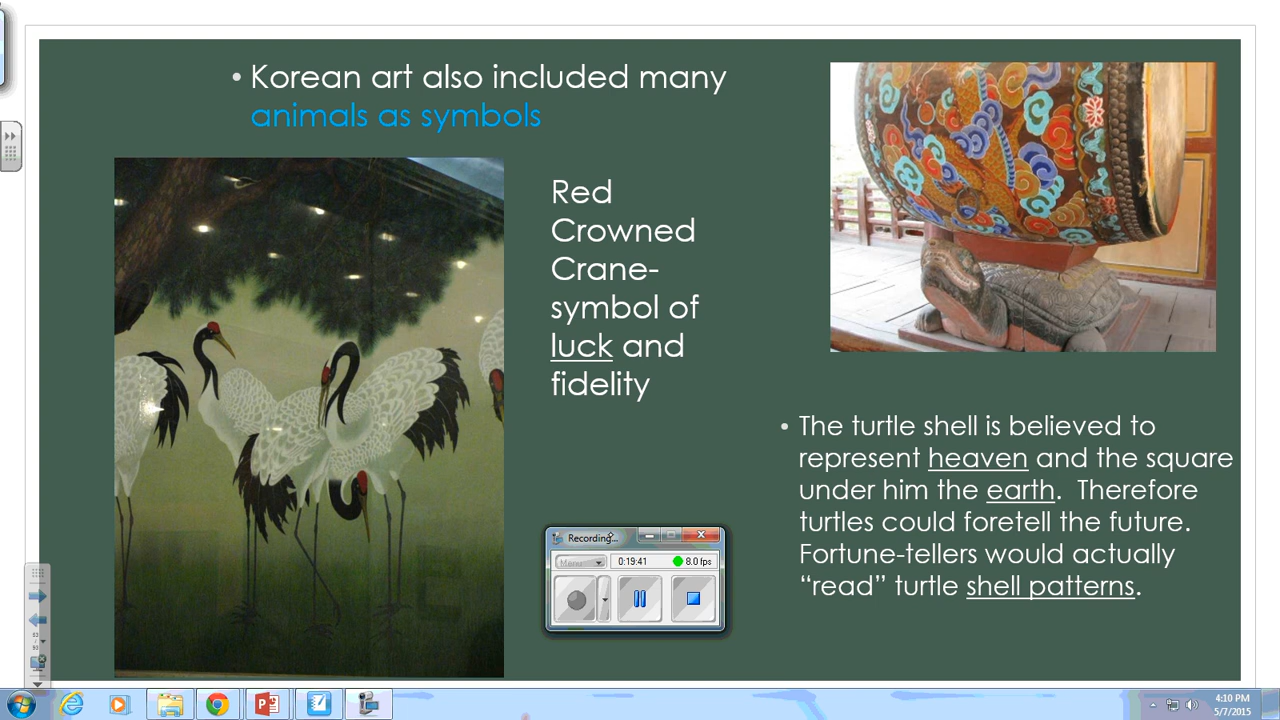 • Korean art also included many
animals as symbols
Red
Crowned
Crane-
symbol of
luck and
fidelity
• The turtle shell is believed to
represent heaven and the square
under him the earth.  Therefore
turtles could foretell the future.
Fortune-tellers would actually
“read” turtle shell patterns.
Recording...
Menu
0:19:41
8.0 fps
53
/
93
4:10 PM
5/7/2015